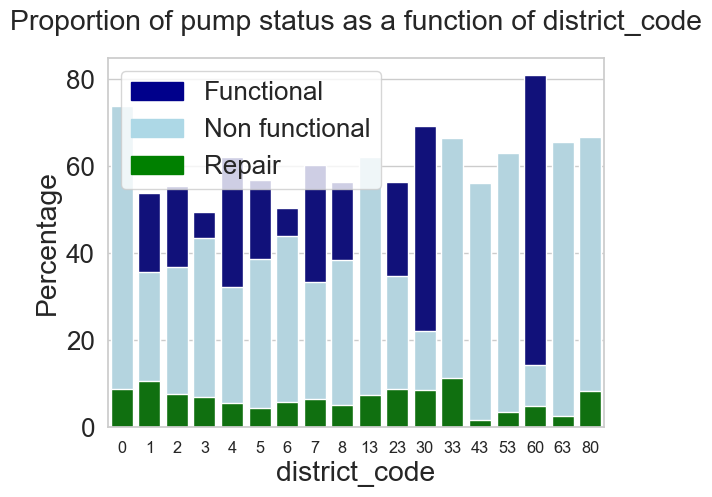 Proportion of pump status as a function of district_code
80
60
40
20
0
Percentage
Functional
Non functional
Repair
0 1 2 3 4 5 6 7 8 13 23 30 33 43 53 60 63 80
district_code